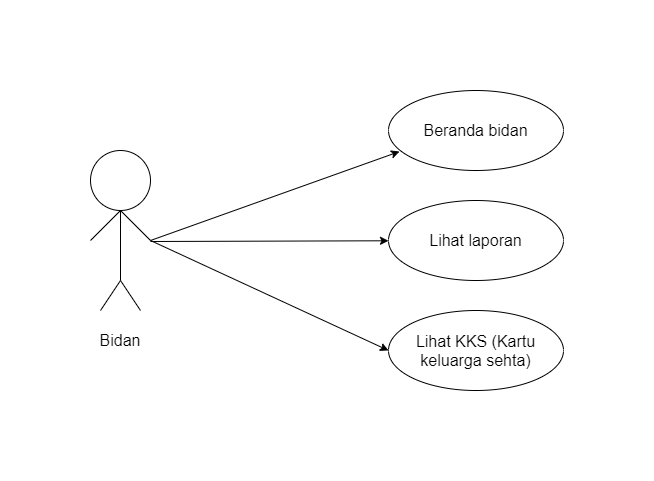 Beranda bidan
Lihat laporan
Lihat KKS (Kartu
keluarga sehta)
Bidan